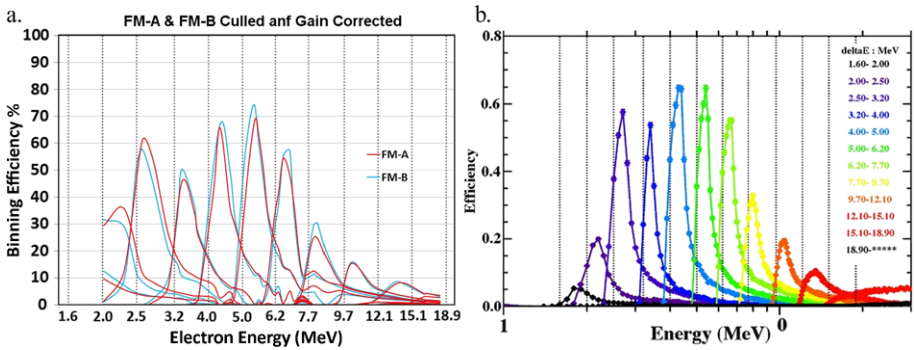 a.
FM-A & FM-B Culled anf Gain Corrected
Binning Efficiency %
100
90
80
70
60
50
40
30
20
10
0
FM-A
FM-B
1.6 2.0 2.5 3.2 4.0 5.0 6.2 7.7 9.7 12.1 15.1 18.9
Electron Energy (MeV)
b.
Efficiency
0.8
0.6
0.4
0.2
0.0
deltaE : MeV
1.60- 2.00
2.00- 2.50
2.50- 3.20
3.20- 4.00
4.00- 5.00
5.00- 6.20
6.20- 7.70
7.70- 9.70
9.70-12.10
12.10-15.10
15.10-18.90
18.90-*****
1 0
Energy (MeV)